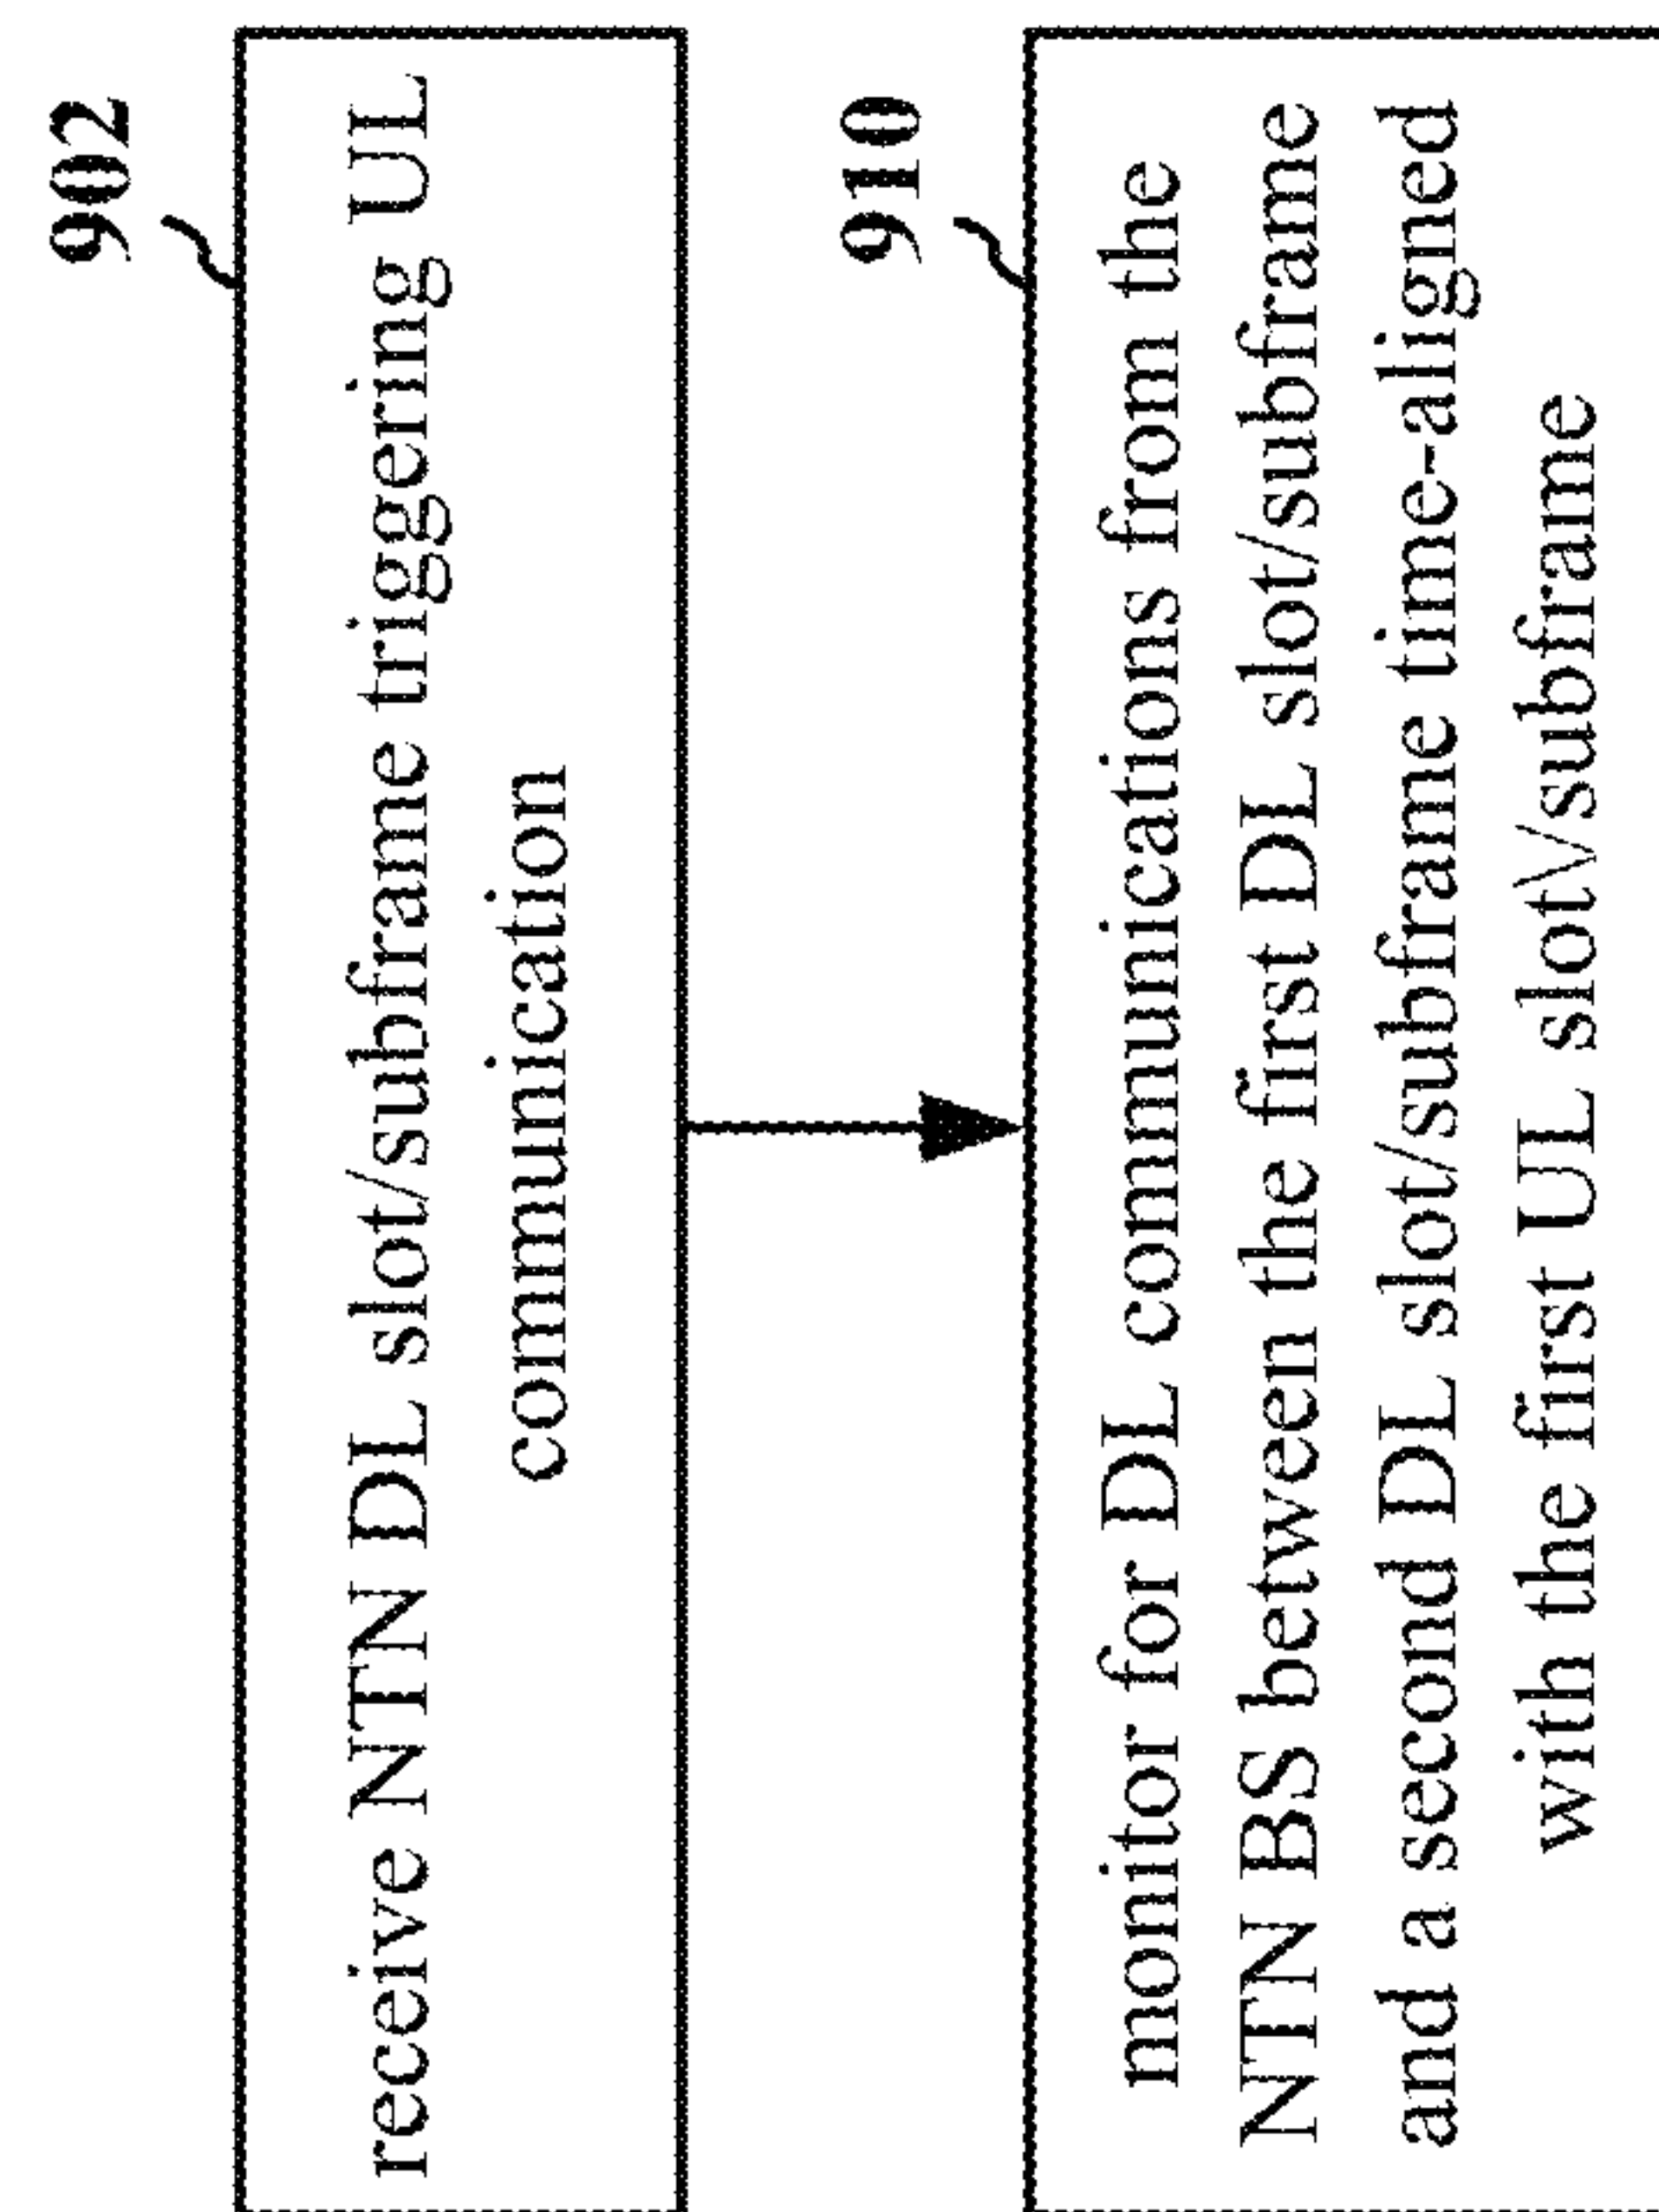 902
receive NTN DL slot/subframe triggering UL
communication
910
monitor for DL communications from the
NTN BS between the first DL slot/subframe
and a second DL slot/subframe time-aligned
with the first UL slot\/subframe